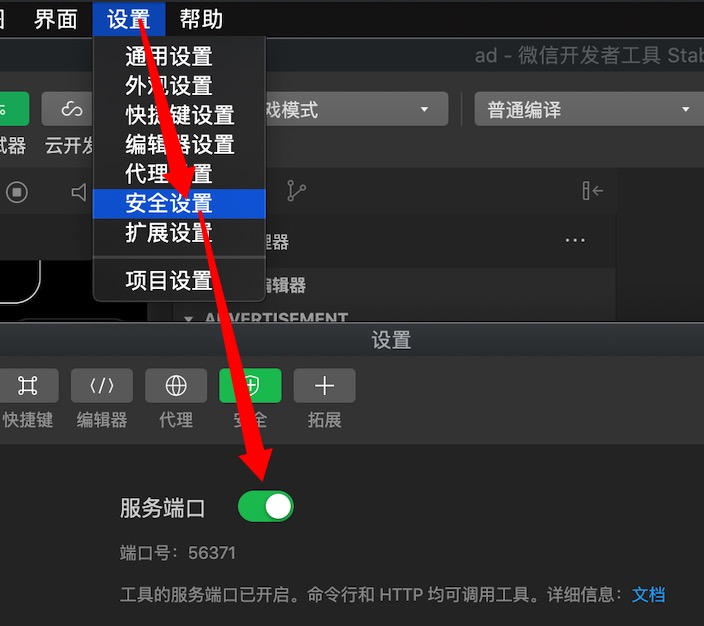 界面 设置 帮助
ad - 微信开发者工具 Stab
通用设置
外观设置
快捷键设置
编辑器设置
代理设置
安全设置
扩展设置
项目设置
戏模式
普通编译
试器 云开发
理器
编辑器
ADVERTISEMENT
设置
快捷键 编辑器 代理 安全 拓展
服务端口
端口号：56371
工具的服务端口已开启。命令行和 HTTP 均可调用工具。详细信息：文档